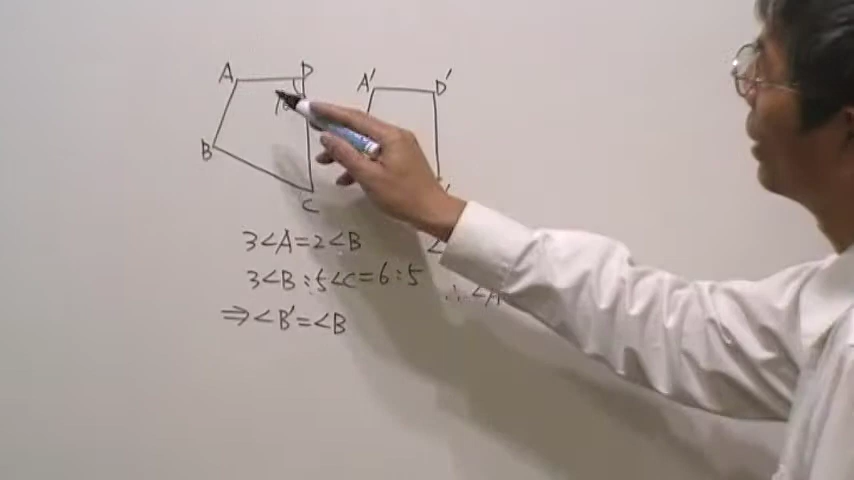 A D A' D'
B
C
3∠A=2∠B ∠
3∠B:5∠C=6:5
∴∠A
⇒∠B'=∠B